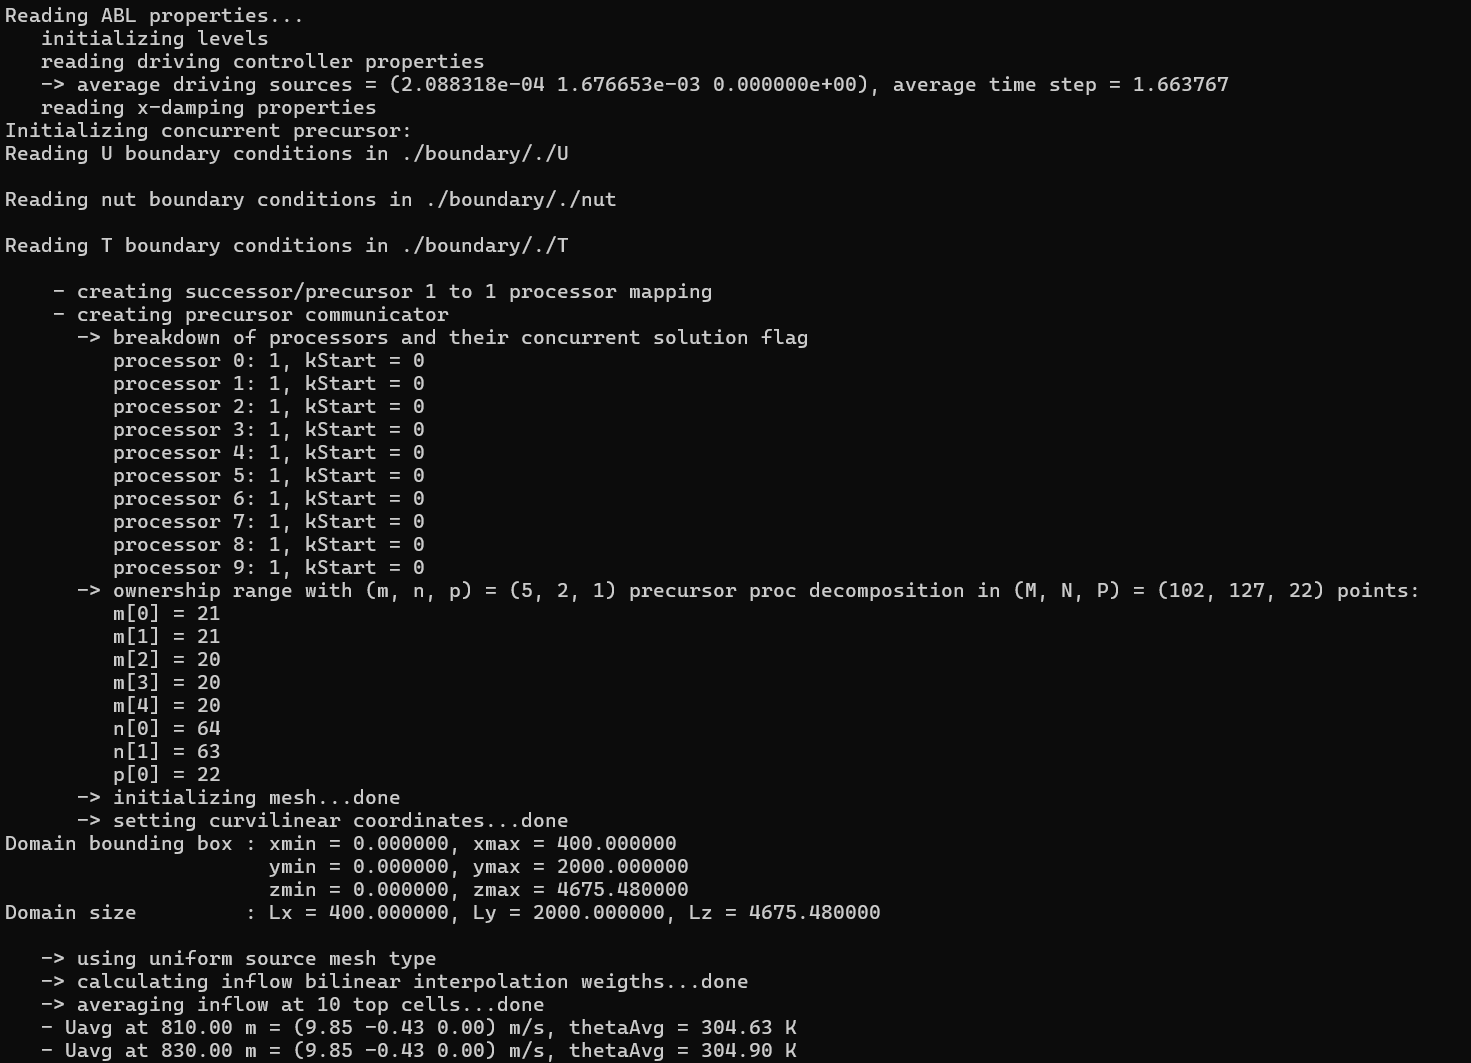 Reading ABL properties...
initializing levels
reading driving controller properties
-> average driving sources = (2.088318e-04 1.676653e-03 0.000000e+00), average time step = 1.663767
reading x-damping properties
Initializing concurrent precursor:
Reading U boundary conditions in ./boundary/./U
Reading nut boundary conditions in ./boundary/./nut
Reading T boundary conditions in ./boundary/./T
- creating successor/precursor 1 to 1 processor mapping
- creating precursor communicator
-> breakdown of processors and their concurrent solution flag
processor 0: 1, kStart = 0
processor 1: 1, kStart = 0
processor 2: 1, kStart = 0
processor 3: 1, kStart = 0
processor 4: 1, kStart = 0
processor 5: 1, kStart = 0
processor 6: 1, kStart = 0
processor 7: 1, kStart = 0
processor 8: 1, kStart = 0
processor 9: 1, kStart = 0
-> ownership range with (m, n, p) = (5, 2, 1) precursor proc decomposition in (M, N, P) = (102, 127, 22) points:
m[0] = 21
m[1] = 21
m[2] = 20
m[3] = 20
m[4] = 20
n[0] = 64
n[1] = 63
p[0] = 22
-> initializing mesh...done
-> setting curvilinear coordinates...done
Domain bounding box : xmin = 0.000000, xmax = 400.000000
ymin = 0.000000, ymax = 2000.000000
zmin = 0.000000, zmax = 4675.480000
Domain size : Lx = 400.000000, Ly = 2000.000000, Lz = 4675.480000
-> using uniform source mesh type
-> calculating inflow bilinear interpolation weigths...done
-> averaging inflow at 10 top cells...done
- Uavg at 810.00 m = (9.85 -0.43 0.00) m/s, thetaAvg = 304.63 K
- Uavg at 830.00 m = (9.85 -0.43 0.00) m/s, thetaAvg = 304.90 K